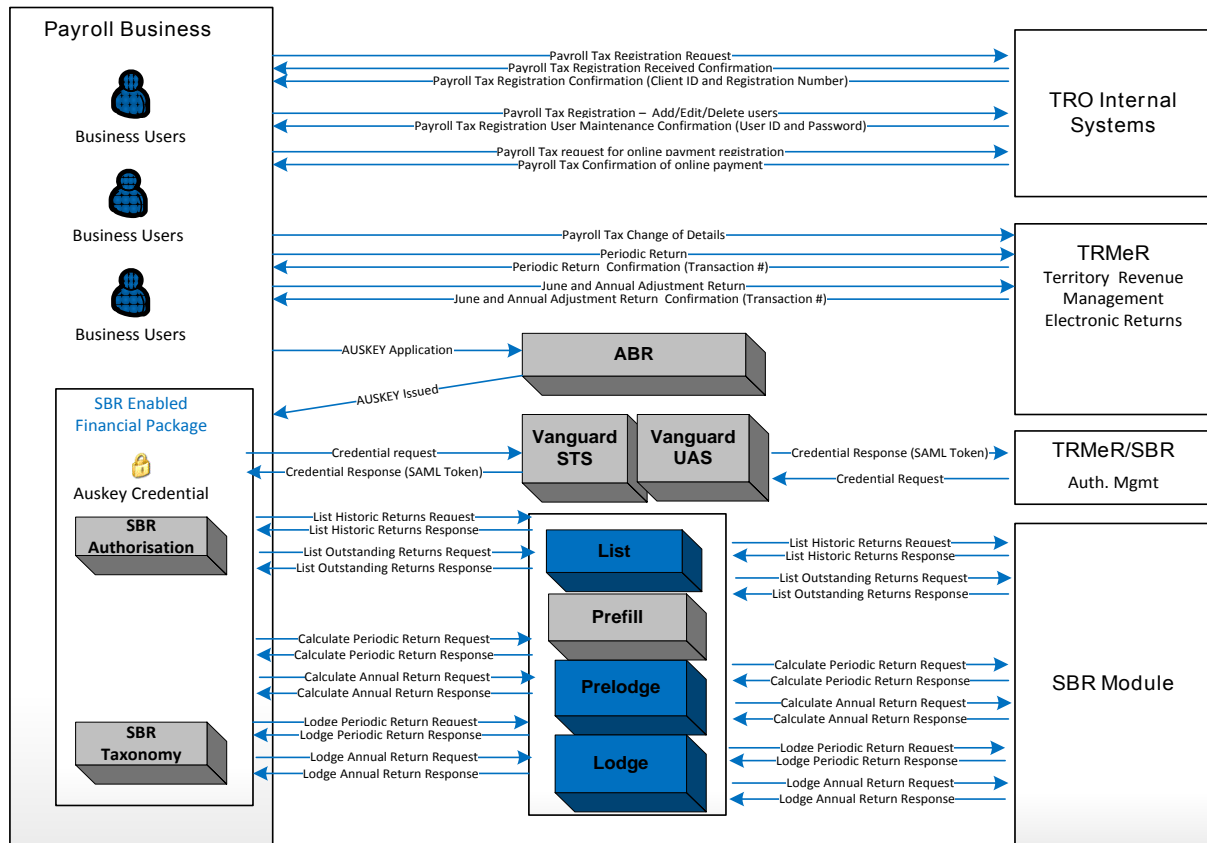 Payroll Business
Business Users
Business Users
Business Users
SBR Enabled
Financial Package
Auskey Credential
SBR
Authorisation
SBR
Taxonomy
Payroll Tax Registration Request
Payroll Tax Registration Received Confirmation
Payroll Tax Registration Confirmation (Client ID and Registration Number)
Payroll Tax Registration – Add/Edit/Delete users
Payroll Tax Registration User Maintenance Confirmation (User ID and Password)
Payroll Tax request for online payment registration
Payroll Tax Confirmation of online payment
TRO Internal
Systems
Payroll Tax Change of Details
Periodic Return
Periodic Return Confirmation (Transaction #)
June and Annual Adjustment Return
June and Annual Adjustment Return Confirmation (Transaction #)
TRMeR
Territory Revenue
Management
Electronic Returns
AUSKEY Application
ABR
AUSKEY Issued
Credential request
Credential Response (SAML Token)
Vanguard
STS
Vanguard
UAS
Credential Response (SAML Token)
Credential Request
TRMeR/SBR
Auth. Mgmt
List Historic Returns Request
List Historic Returns Response
List Outstanding Returns Request
List Outstanding Returns Response
Calculate Periodic Return Request
Calculate Periodic Return Response
Calculate Annual Return Request
Calculate Annual Return Response
Lodge Periodic Return Request
Lodge Periodic Return Response
Lodge Annual Return Request
Lodge Annual Return Response
List
Prefill
Prelodge
Lodge
List Historic Returns Request
List Historic Returns Response
List Outstanding Returns Request
List Outstanding Returns Response
Calculate Periodic Return Request
Calculate Periodic Return Response
Calculate Annual Return Request
Calculate Annual Return Response
Lodge Periodic Return Request
Lodge Periodic Return Response
Lodge Annual Return Request
Lodge Annual Return Response
SBR Module